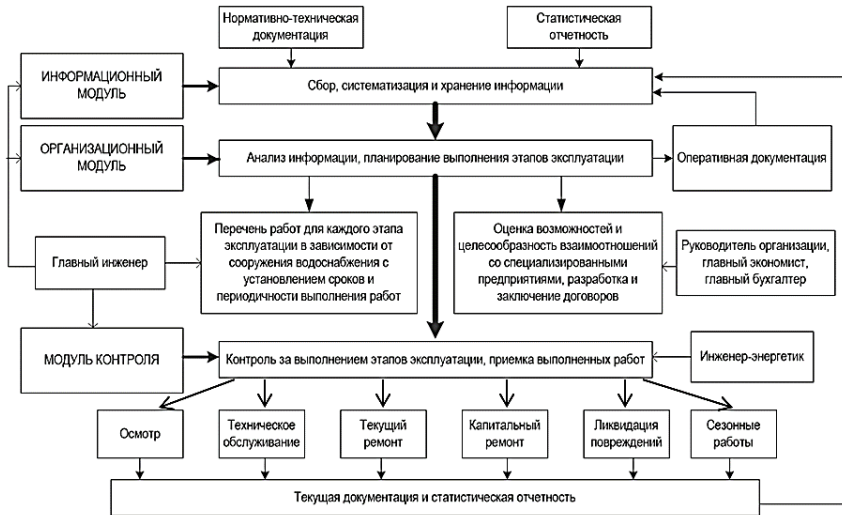 Нормативно-техническая
документация
Статистическая
отчетность
ИНФОРМАЦИОННЫЙ
МОДУЛЬ
Сбор, систематизация и хранение информации
ОРГАНИЗАЦИОННЫЙ
МОДУЛЬ
Анализ информации, планирование выполнения этапов эксплуатации
Оперативная документация
Главный инженер
Перечень работ для каждого этапа
эксплуатации в зависимости от
сооружения водоснабжения с
установлением сроков и
периодичности выполнения работ
Оценка возможностей и
целесообразность взаимоотношений
со специализированными
предприятиями, разработка и
заключение договоров
Руководитель организации,
главный экономист,
главный бухгалтер
МОДУЛЬ КОНТРОЛЯ
Контроль за выполнением этапов эксплуатации, приемка выполненных работ
Инженер-энергетик
Осмотр
Техническое
обслуживание
Текущий
ремонт
Капитальный
ремонт
Ликвидация
повреждений
Сезонные
работы
Текущая документация и статистическая отчетность